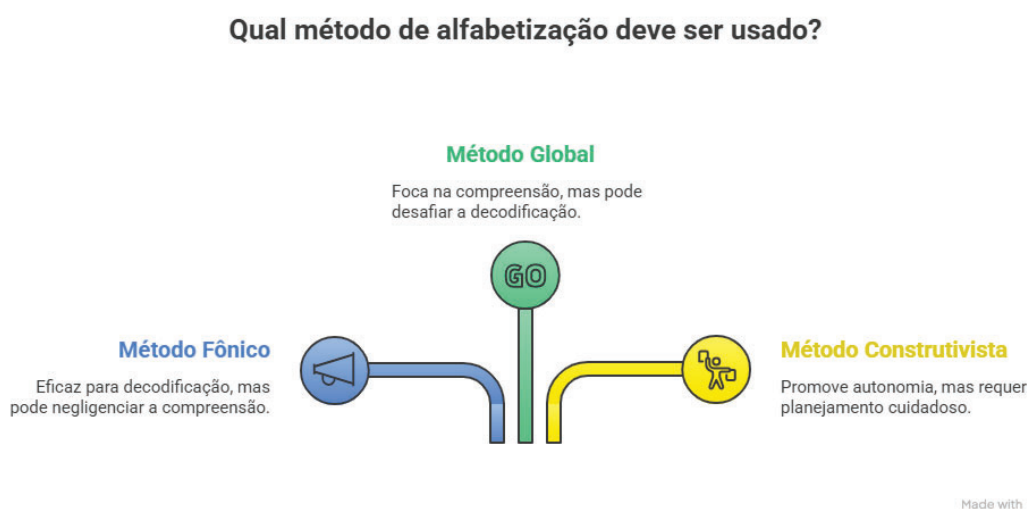 Qual método de alfabetização deve ser usado?
Método Global
Foca na compreensão, mas pode
desafiar a decodificação.
GO
Método Fônico
Eficaz para decodificação, mas
pode negligenciar a compreensão.
Método Construtivista
Promove autonomia, mas requer
planejamento cuidadoso.
Made with